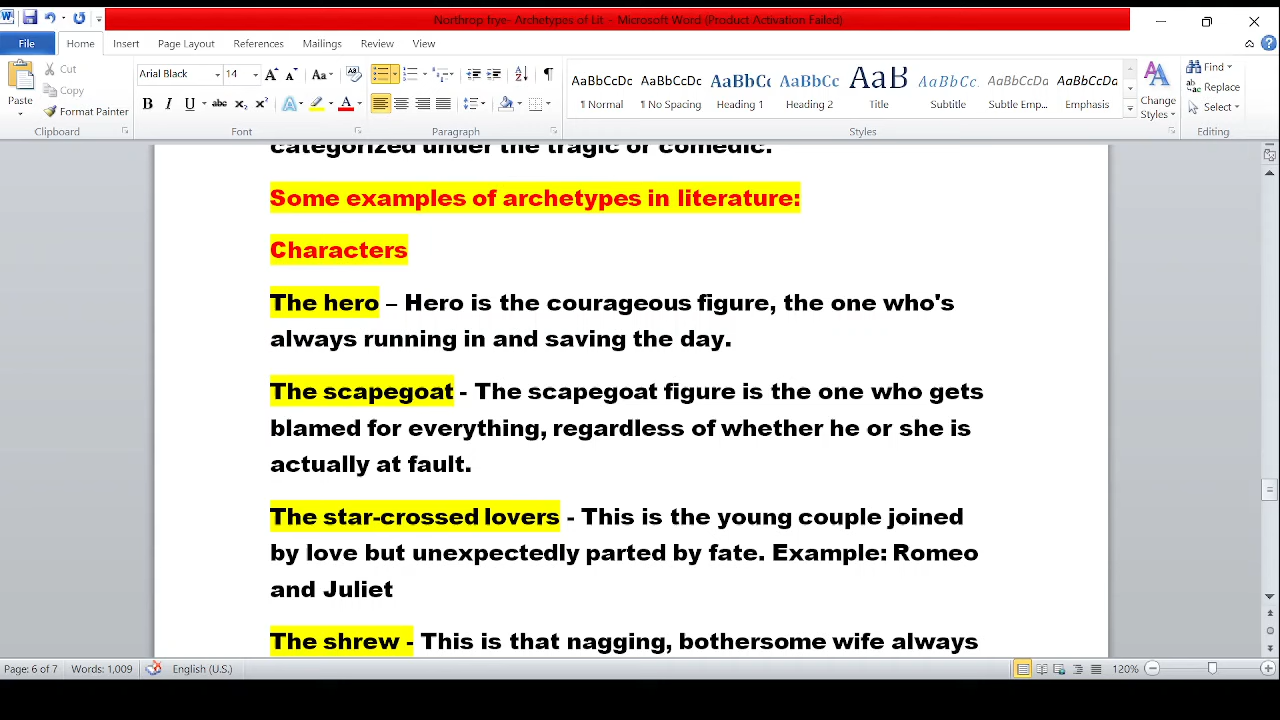 Northrop frye- Archetypes of Lit - Microsoft Word (Product Activation Failed)
File Home Insert Page Layout References Mailings Review View
Cut
Copy
Format Painter
Paste
Clipboard
Arial Black 14
Font
Paragraph
AaBbCcDc AaBbCcDc AaBbCc AaBbCc AaB AaBbCc. AaBbCcDc AaBbCcDc
¶ Normal ¶ No Spacing Heading 1 Heading 2 Title Subtitle Subtle Em... Emphasis
Change Styles
Styles
Find
Replace
Select
Editing
categorized under the tragic or comedic.
Some examples of archetypes in literature:
Characters
The hero – Hero is the courageous figure, the one who's
always running in and saving the day.
The scapegoat - The scapegoat figure is the one who gets
blamed for everything, regardless of whether he or she is
actually at fault.
The star-crossed lovers - This is the young couple joined
by love but unexpectedly parted by fate. Example: Romeo
and Juliet
The shrew - This is that nagging, bothersome wife always
Page: 6 of 7 Words: 1,009 English (U.S.) 120%